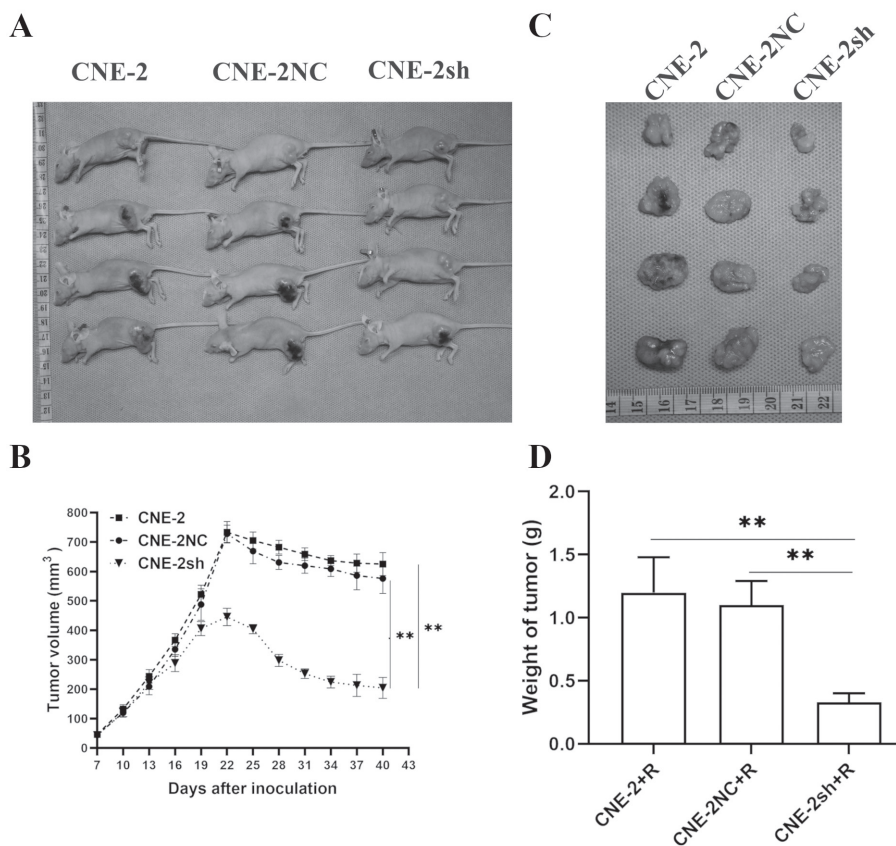 A
CNE-2 CNE-2NC CNE-2sh
C
CNE-2 CNE-2NC CNE-2sh
14 15 16 17 18 19 20 21 22
B
800
700
600
500
400
300
200
100
0
Tumor volume (mm³)
CNE-2
CNE-2NC
CNE-2sh
**
**
7 10 13 16 19 22 25 28 31 34 37 40 43
Days after inoculation
D
2.0
1.5
1.0
0.5
0.0
Weight of tumor (g)
**
**
CNE-2+R CNE-2NC+R CNE-2sh+R